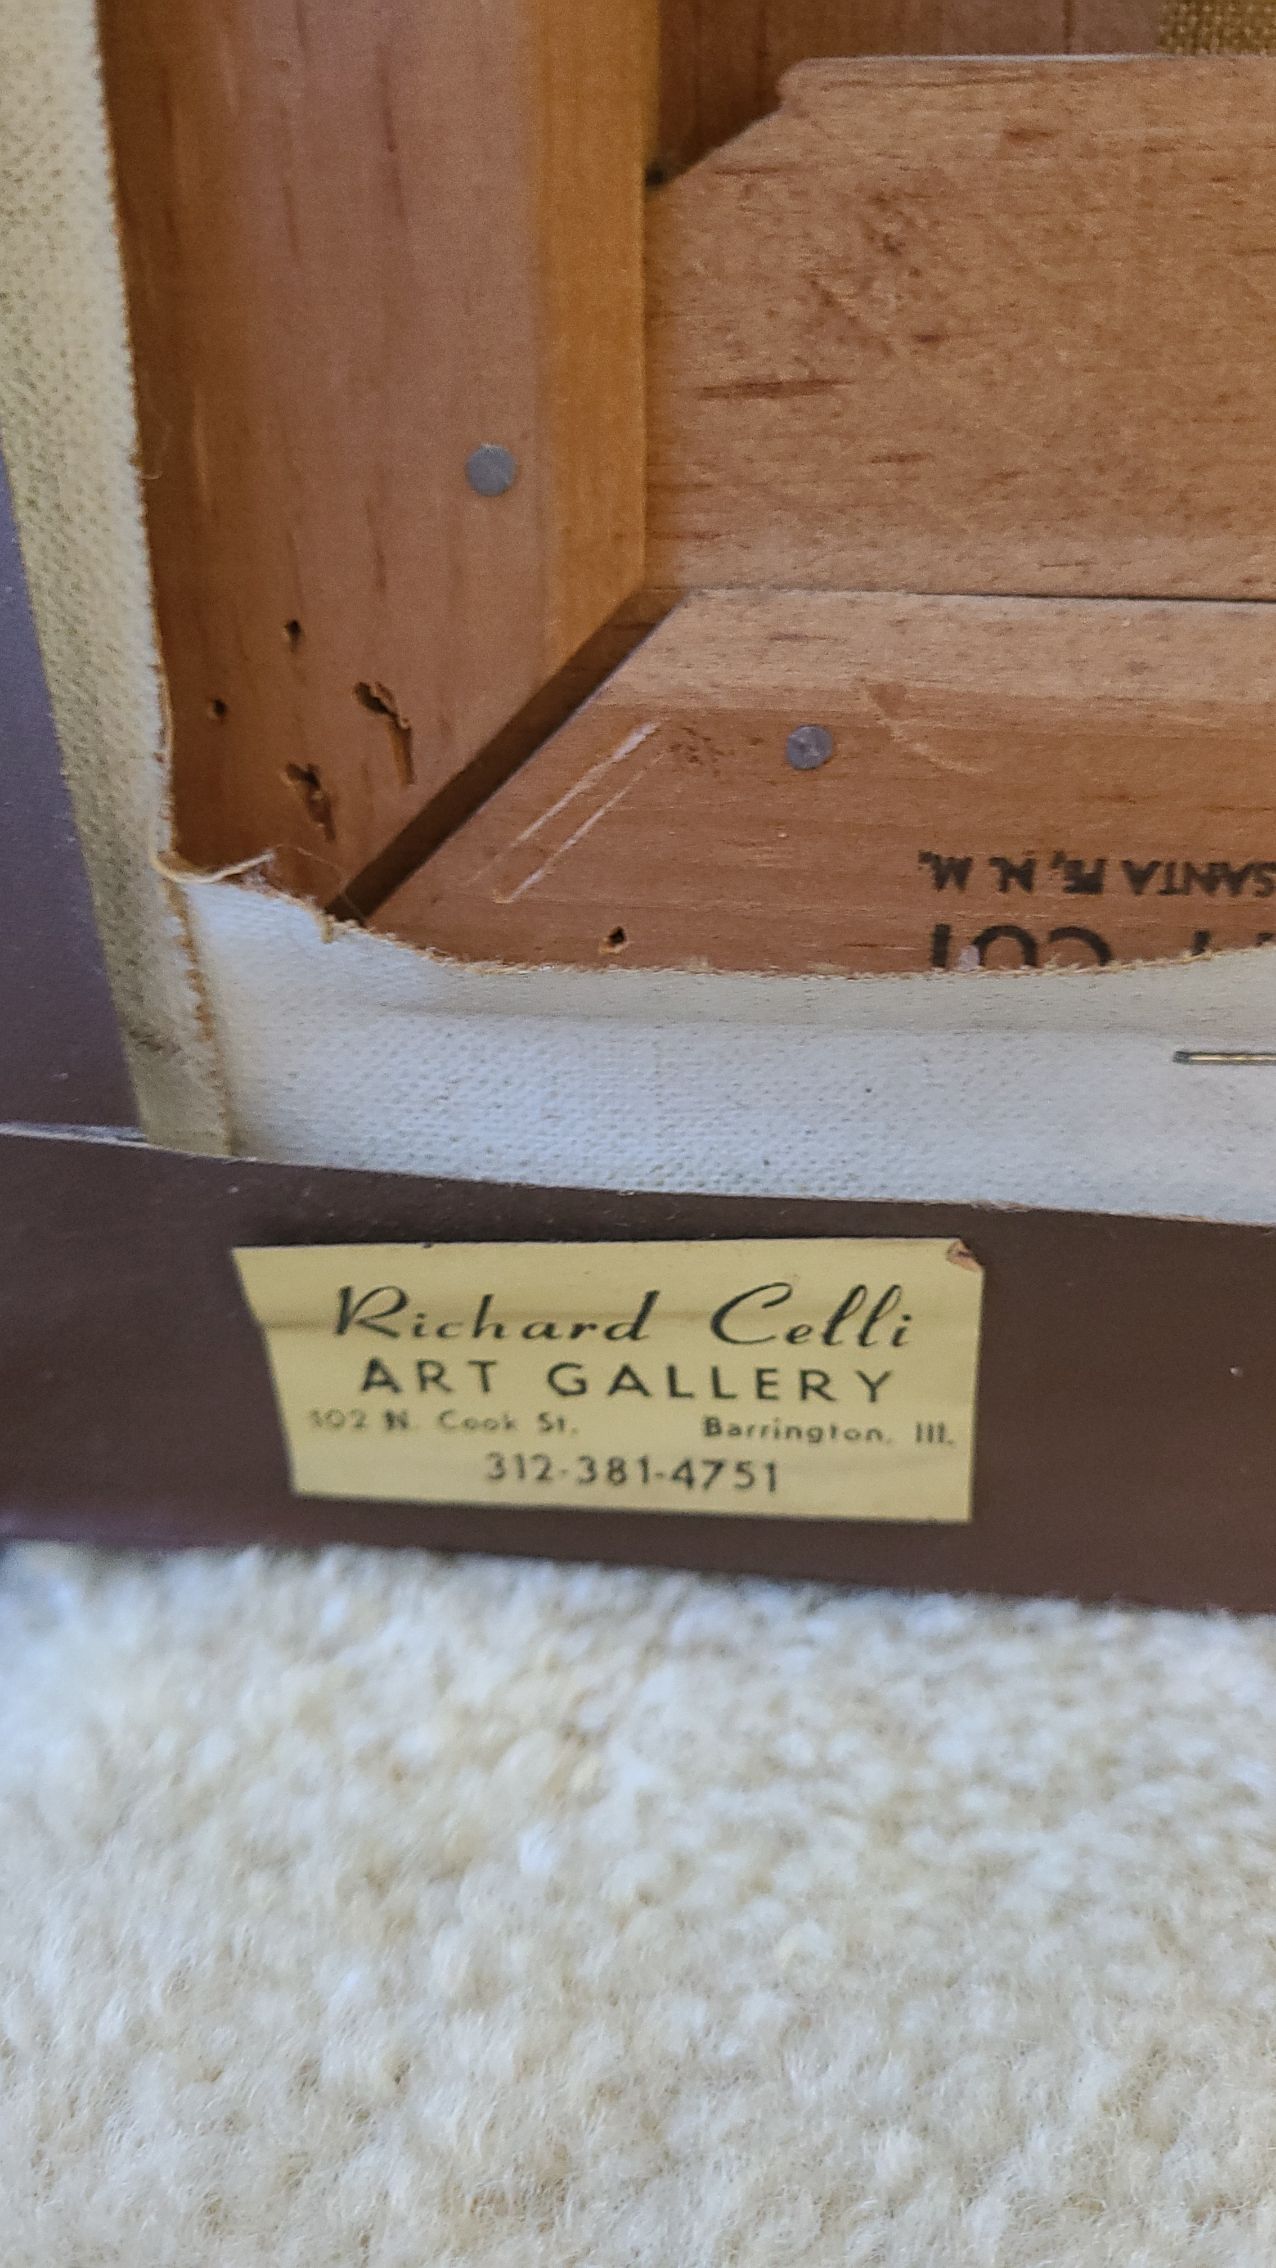 SANTA FE, N. M.
Richard Celli
ART GALLERY
102 N. Cook St. Barrington, Ill.
312-381-4751